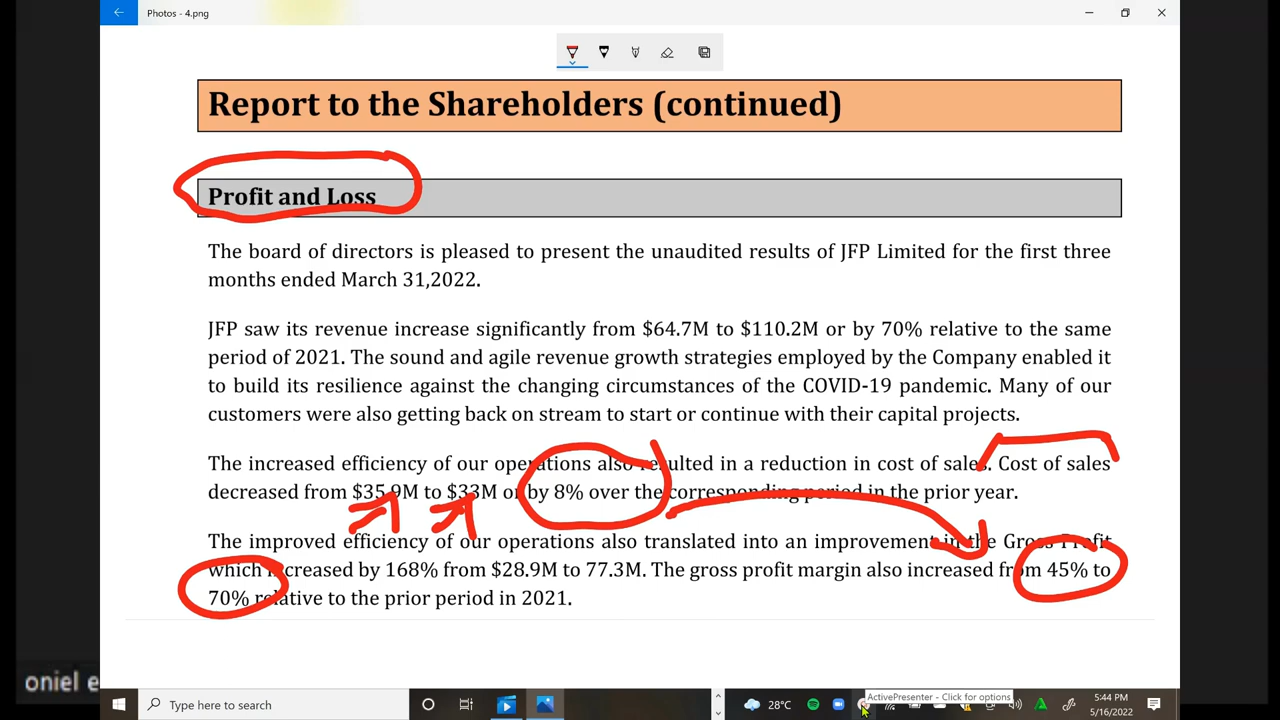 Photos - 4.png
Report to the Shareholders (continued)
Profit and Loss
The board of directors is pleased to present the unaudited results of JFP Limited for the first three
months ended March 31,2022.
JFP saw its revenue increase significantly from $64.7M to $110.2M or by 70% relative to the same
period of 2021. The sound and agile revenue growth strategies employed by the Company enabled it
to build its resilience against the changing circumstances of the COVID-19 pandemic. Many of our
customers were also getting back on stream to start or continue with their capital projects.
The increased efficiency of our operations also resulted in a reduction in cost of sales. Cost of sales
decreased from $35.9M to $33M or by 8% over the corresponding period in the prior year.
The improved efficiency of our operations also translated into an improvement in the Gross Profit
which increased by 168% from $28.9M to 77.3M. The gross profit margin also increased from 45% to
70% relative to the prior period in 2021.
oniel e
ActivePresenter - Click for options
Type here to search
28°C
5:44 PM
5/16/2022